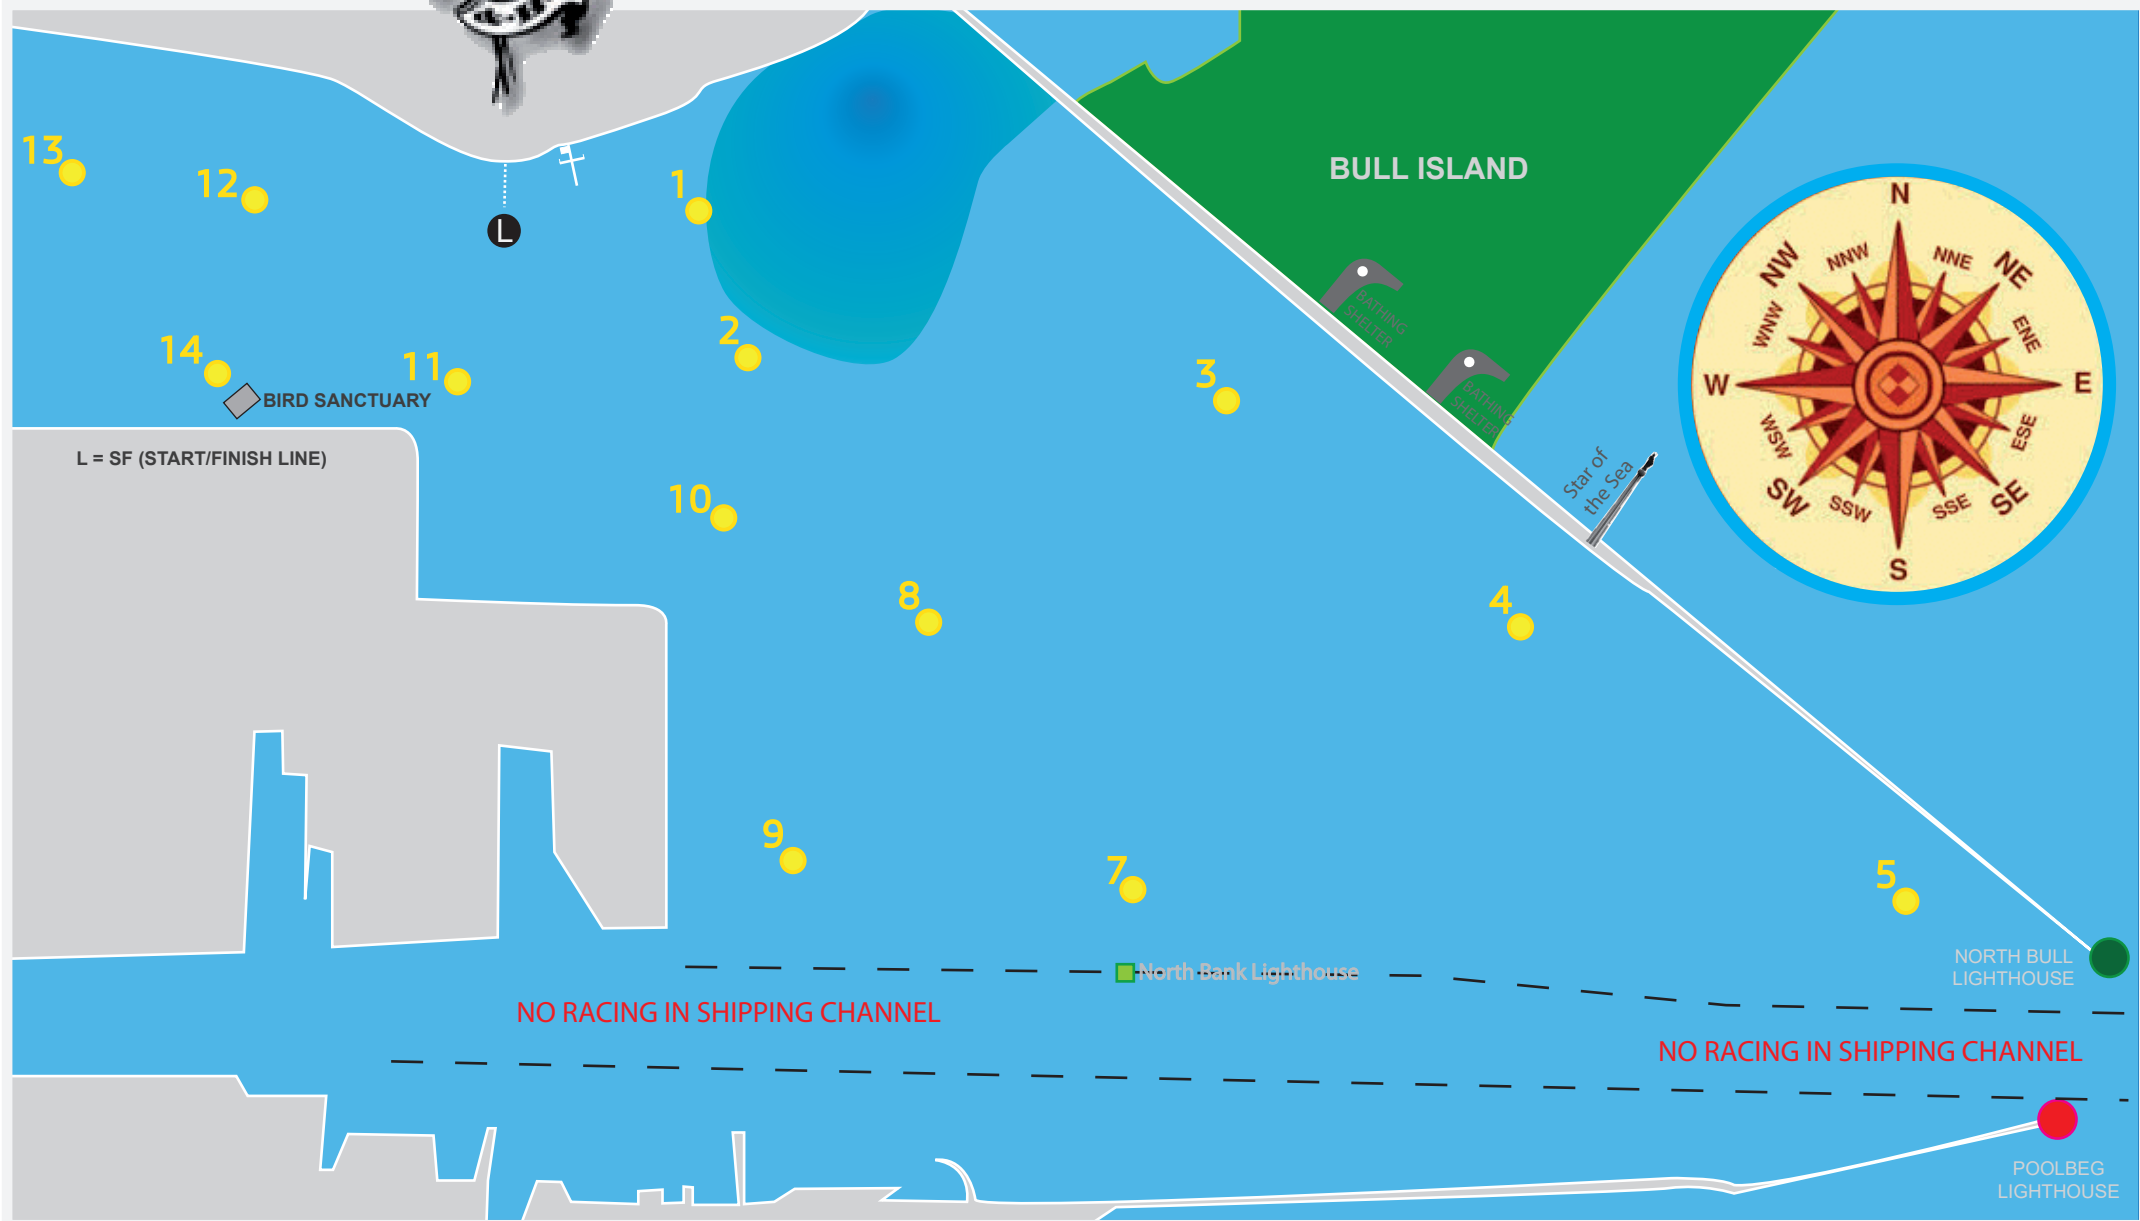 13
12
1
L
BULL ISLAND
N
NNW
NNE
NW
NE
WNW
ENE
W
E
WSW
ESE
SW
SE
SSW
SSE
S
BATHING
SHELTER
BATHING
SHELTER
2
14
11
3
BIRD SANCTUARY
L = SF (START/FINISH LINE)
Star of
the Sea
10
8
4
9
7
5
NORTH BULL
LIGHTHOUSE
North Bank Lighthouse
NO RACING IN SHIPPING CHANNEL
NO RACING IN SHIPPING CHANNEL
POOLBEG
LIGHTHOUSE